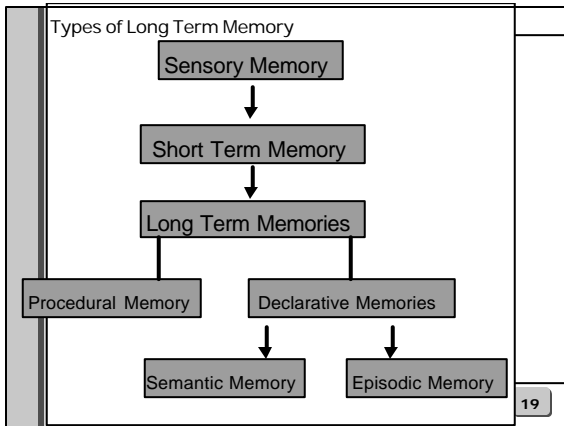 Types of Long Term Memory
Sensory Memory
Short Term Memory
Long Term Memories
Procedural Memory
Declarative Memories
Semantic Memory
Episodic Memory
19